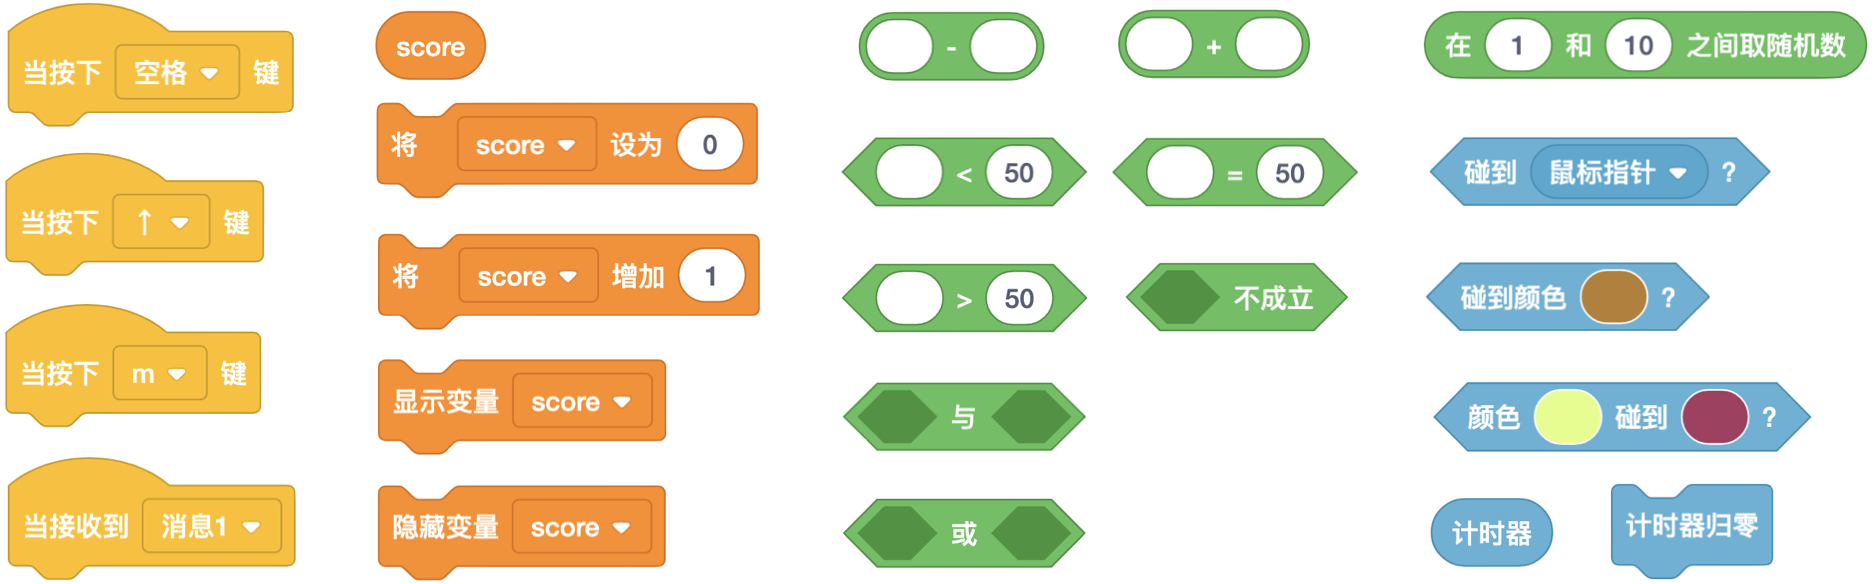 当按下 空格 键
当按下 ↑ 键
当按下 m 键
当接收到 消息1
score
将 score 设为 0
将 score 增加 1
显示变量 score
隐藏变量 score
-
+
< 50
= 50
> 50
不成立
与
或
在 1 和 10 之间取随机数
碰到 鼠标指针 ?
碰到颜色 ?
颜色 碰到 ?
计时器
计时器归零